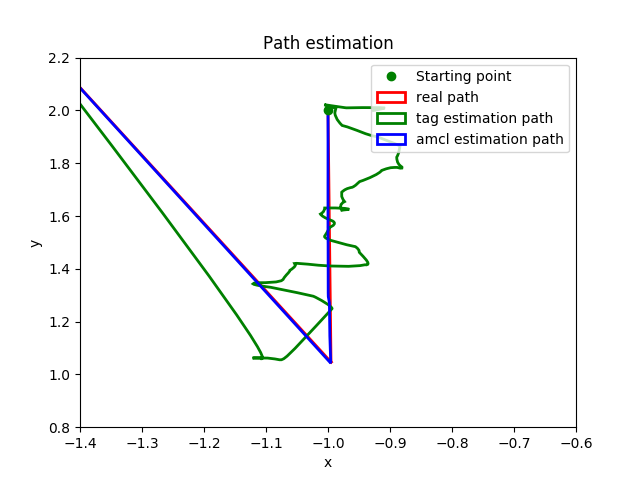 Path estimation
Starting point
real path
tag estimation path
amcl estimation path
2.2
2.0
1.8
1.6
1.4
1.2
1.0
0.8
y
−1.4 −1.3 −1.2 −1.1 −1.0 −0.9 −0.8 −0.7 −0.6
x